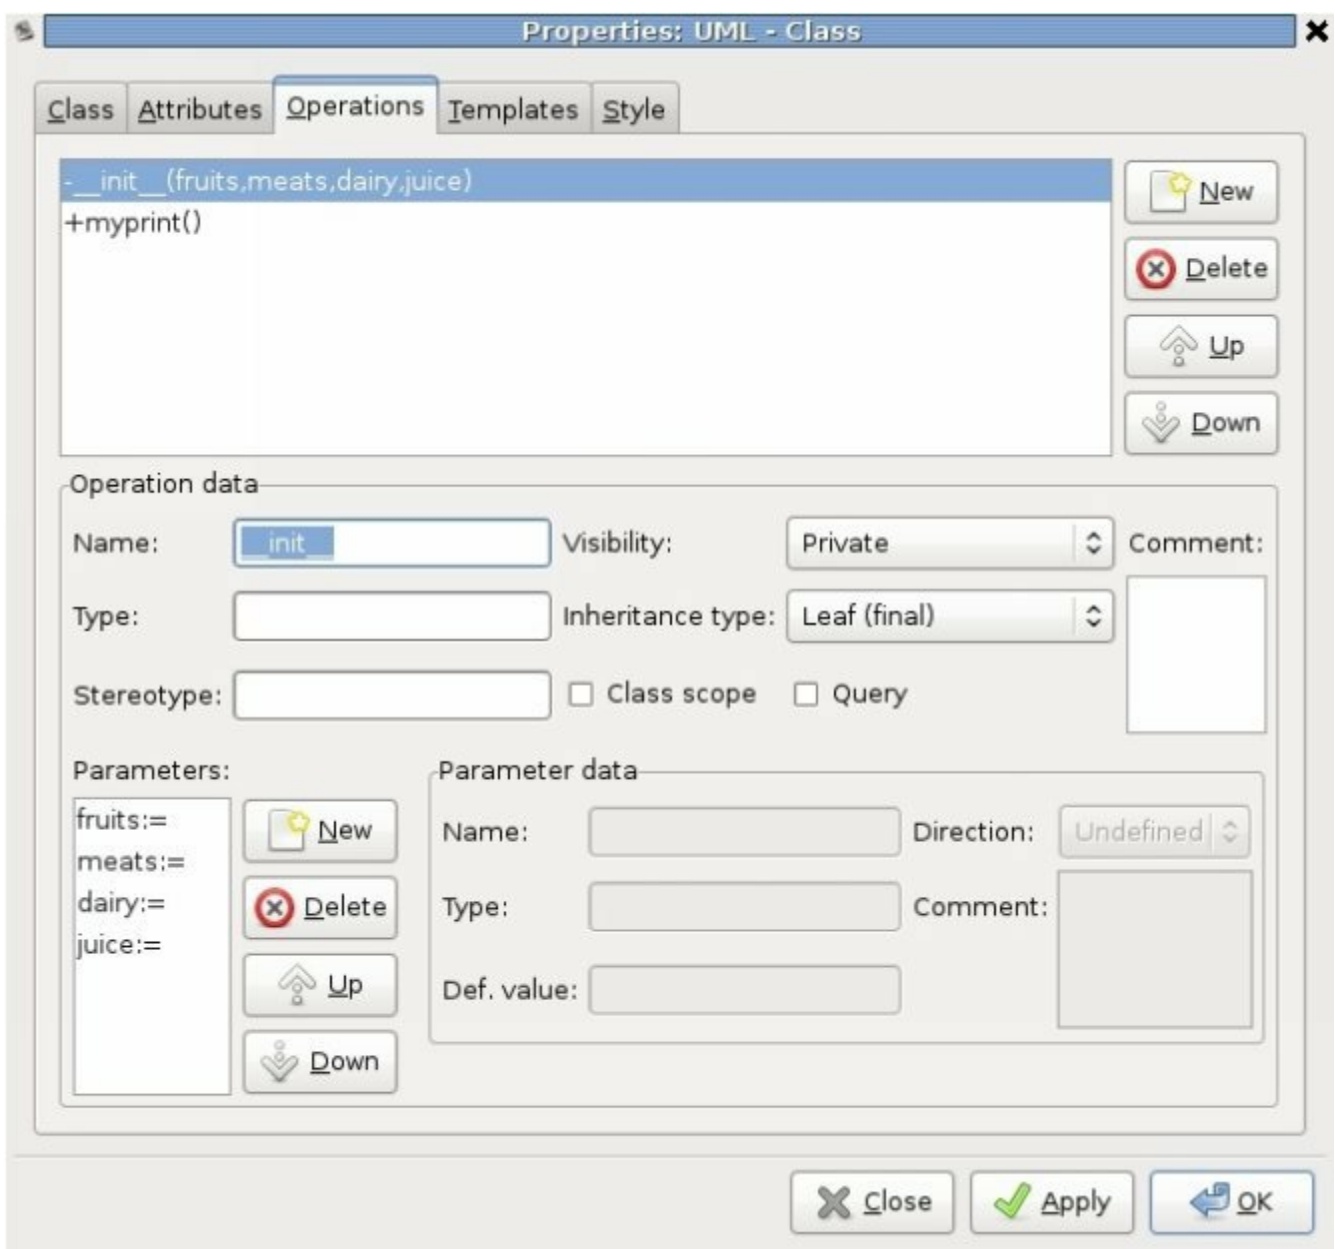 Properties: UML - Class
Class Attributes Operations Templates Style
-__init__(fruits,meats,dairy,juice)
+myprint()
New
Delete
Up
Down
Operation data
Name: __init__ Visibility: Private Comment:
Type: Inheritance type: Leaf (final)
Stereotype: Class scope Query
Parameters:
fruits:=
meats:=
dairy:=
juice:=
New
Delete
Up
Down
Parameter data
Name: Direction: Undefined
Type: Comment:
Def. value:
Close Apply OK